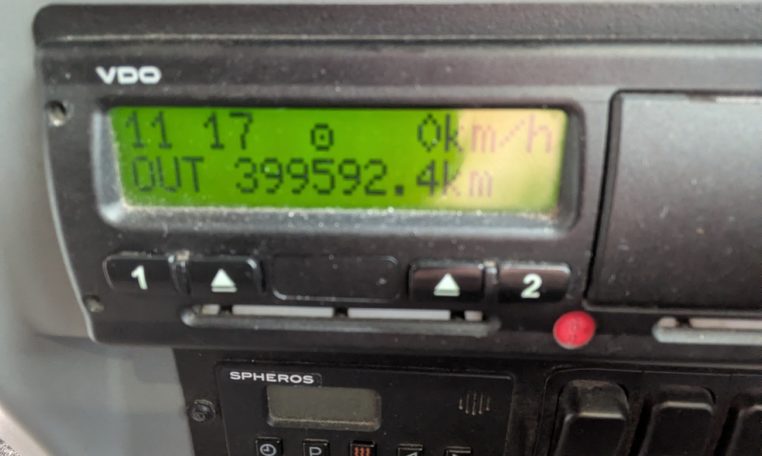 VDO
11 17 0km/h
OUT 399592.4km
1 2
SPHEROS
P